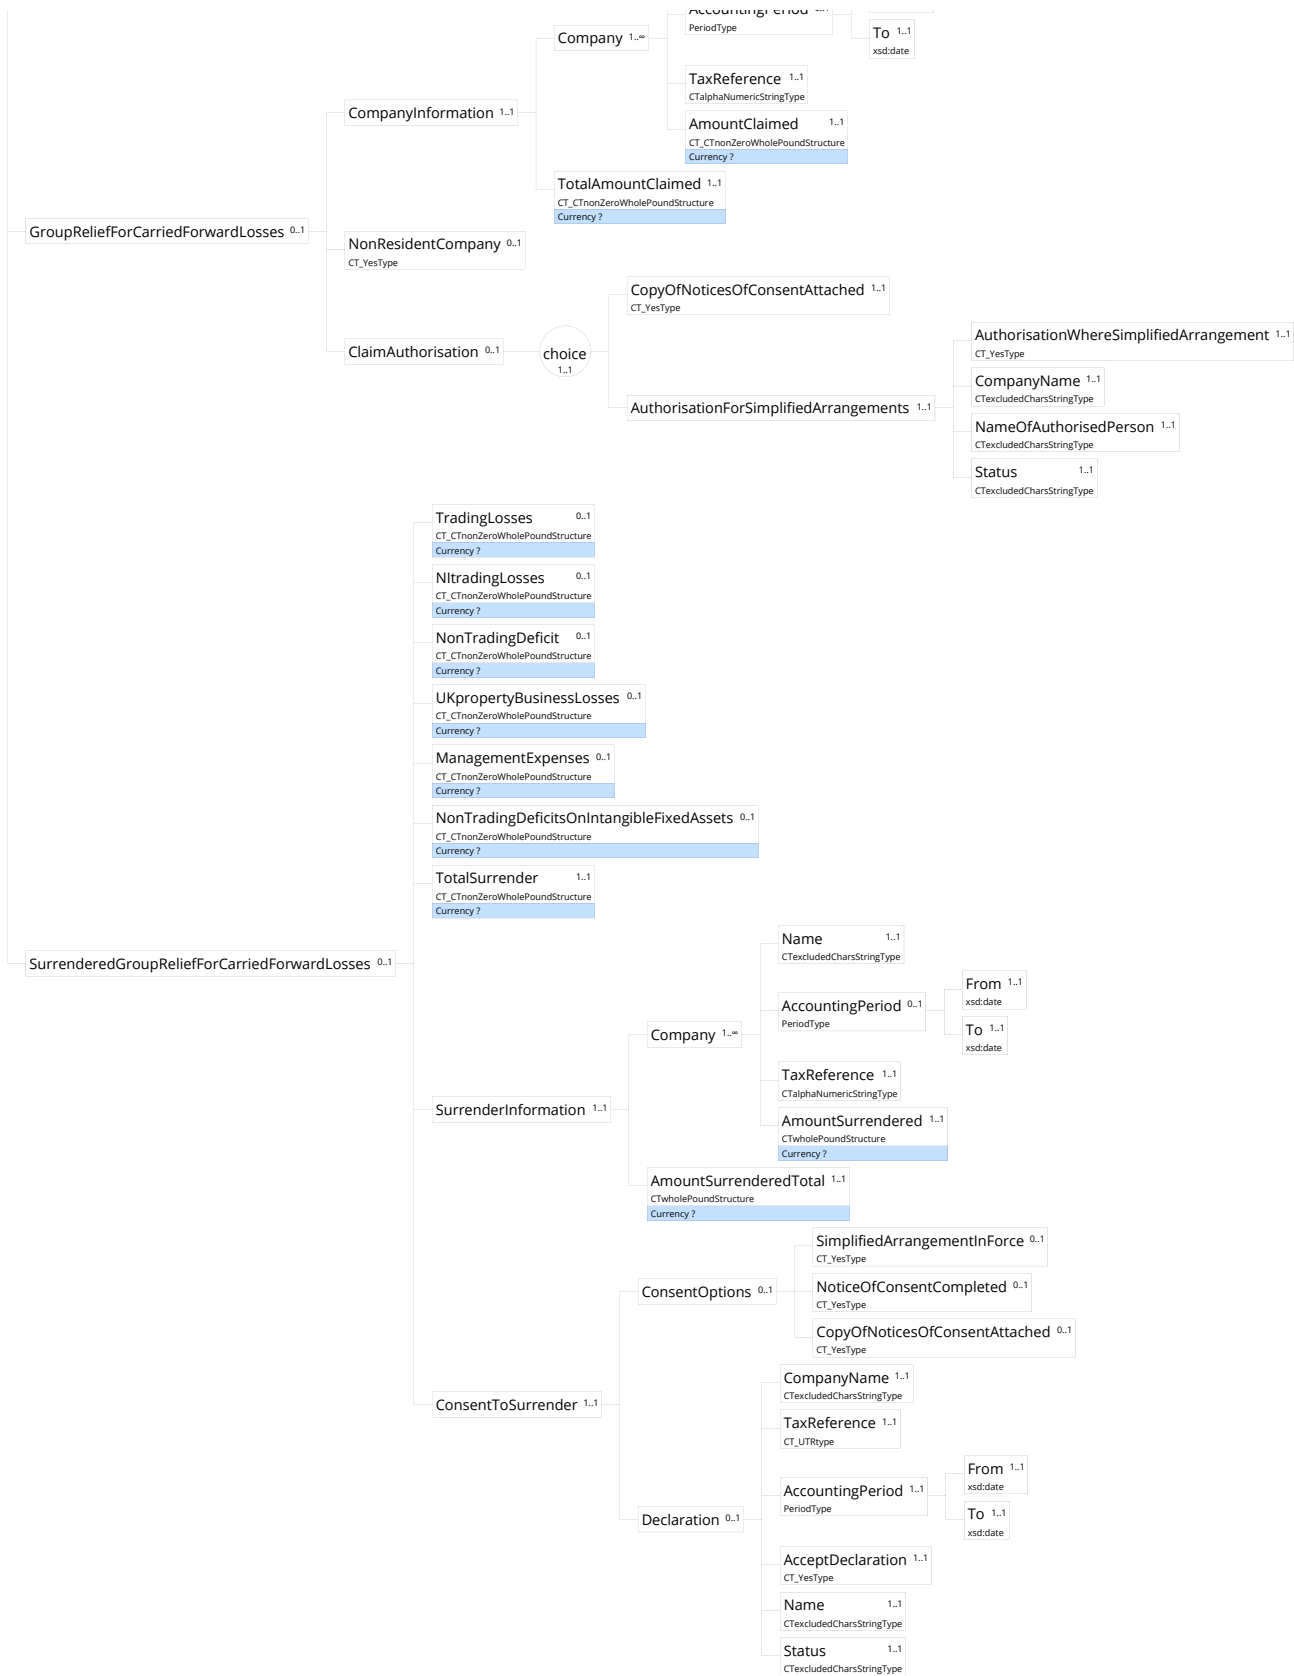 AccountingPeriod
PeriodType
Company 1..∞
To 1..1
xsd:date
TaxReference 1..1
CTalphaNumericStringType
CompanyInformation 1..1
AmountClaimed 1..1
CT_CTnonZeroWholePoundStructure
Currency ?
TotalAmountClaimed 1..1
CT_CTnonZeroWholePoundStructure
Currency ?
GroupReliefForCarriedForwardLosses 0..1
NonResidentCompany 0..1
CT_YesType
CopyOfNoticesOfConsentAttached 1..1
CT_YesType
ClaimAuthorisation 0..1
choice
1..1
AuthorisationWhereSimplifiedArrangement 1..1
CT_YesType
CompanyName 1..1
CTexcludedCharsStringType
AuthorisationForSimplifiedArrangements 1..1
NameOfAuthorisedPerson 1..1
CTexcludedCharsStringType
Status 1..1
CTexcludedCharsStringType
TradingLosses 0..1
CT_CTnonZeroWholePoundStructure
Currency ?
NItradingLosses 0..1
CT_CTnonZeroWholePoundStructure
Currency ?
NonTradingDeficit 0..1
CT_CTnonZeroWholePoundStructure
Currency ?
UKpropertyBusinessLosses 0..1
CT_CTnonZeroWholePoundStructure
Currency ?
ManagementExpenses 0..1
CT_CTnonZeroWholePoundStructure
Currency ?
NonTradingDeficitsOnIntangibleFixedAssets 0..1
CT_CTnonZeroWholePoundStructure
Currency ?
TotalSurrender 1..1
CT_CTnonZeroWholePoundStructure
Currency ?
SurrenderedGroupReliefForCarriedForwardLosses 0..1
Name 1..1
CTexcludedCharsStringType
AccountingPeriod 0..1
PeriodType
From 1..1
xsd:date
To 1..1
xsd:date
Company 1..∞
TaxReference 1..1
CTalphaNumericStringType
SurrenderInformation 1..1
AmountSurrendered 1..1
CTwholePoundStructure
Currency ?
AmountSurrenderedTotal 1..1
CTwholePoundStructure
Currency ?
SimplifiedArrangementInForce 0..1
CT_YesType
ConsentOptions 0..1
NoticeOfConsentCompleted 0..1
CT_YesType
CopyOfNoticesOfConsentAttached 0..1
CT_YesType
ConsentToSurrender 1..1
CompanyName 1..1
CTexcludedCharsStringType
TaxReference 1..1
CT_UTRtype
AccountingPeriod 1..1
PeriodType
From 1..1
xsd:date
To 1..1
xsd:date
Declaration 0..1
AcceptDeclaration 1..1
CT_YesType
Name 1..1
CTexcludedCharsStringType
Status 1..1
CTexcludedCharsStringType